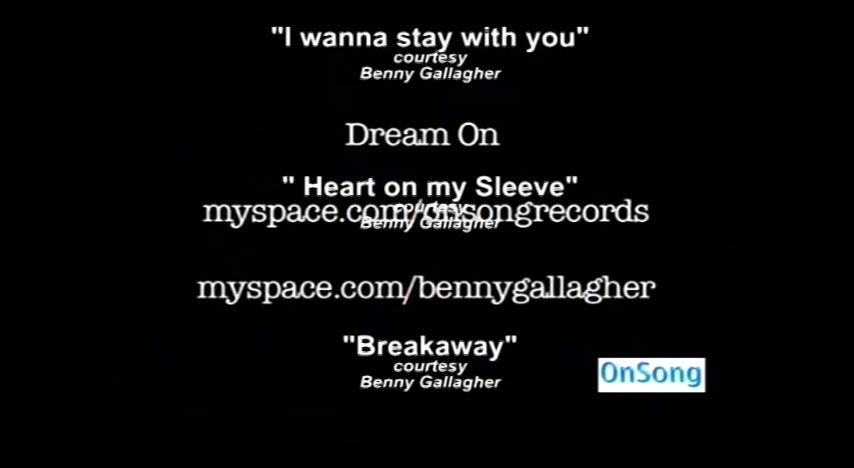 "I wanna stay with you"
courtesy
Benny Gallagher
Dream On
" Heart on my Sleeve"
courtesy
myspace.com/onsongrecords
Benny Gallagher
myspace.com/bennygallagher
"Breakaway"
courtesy
Benny Gallagher
OnSong